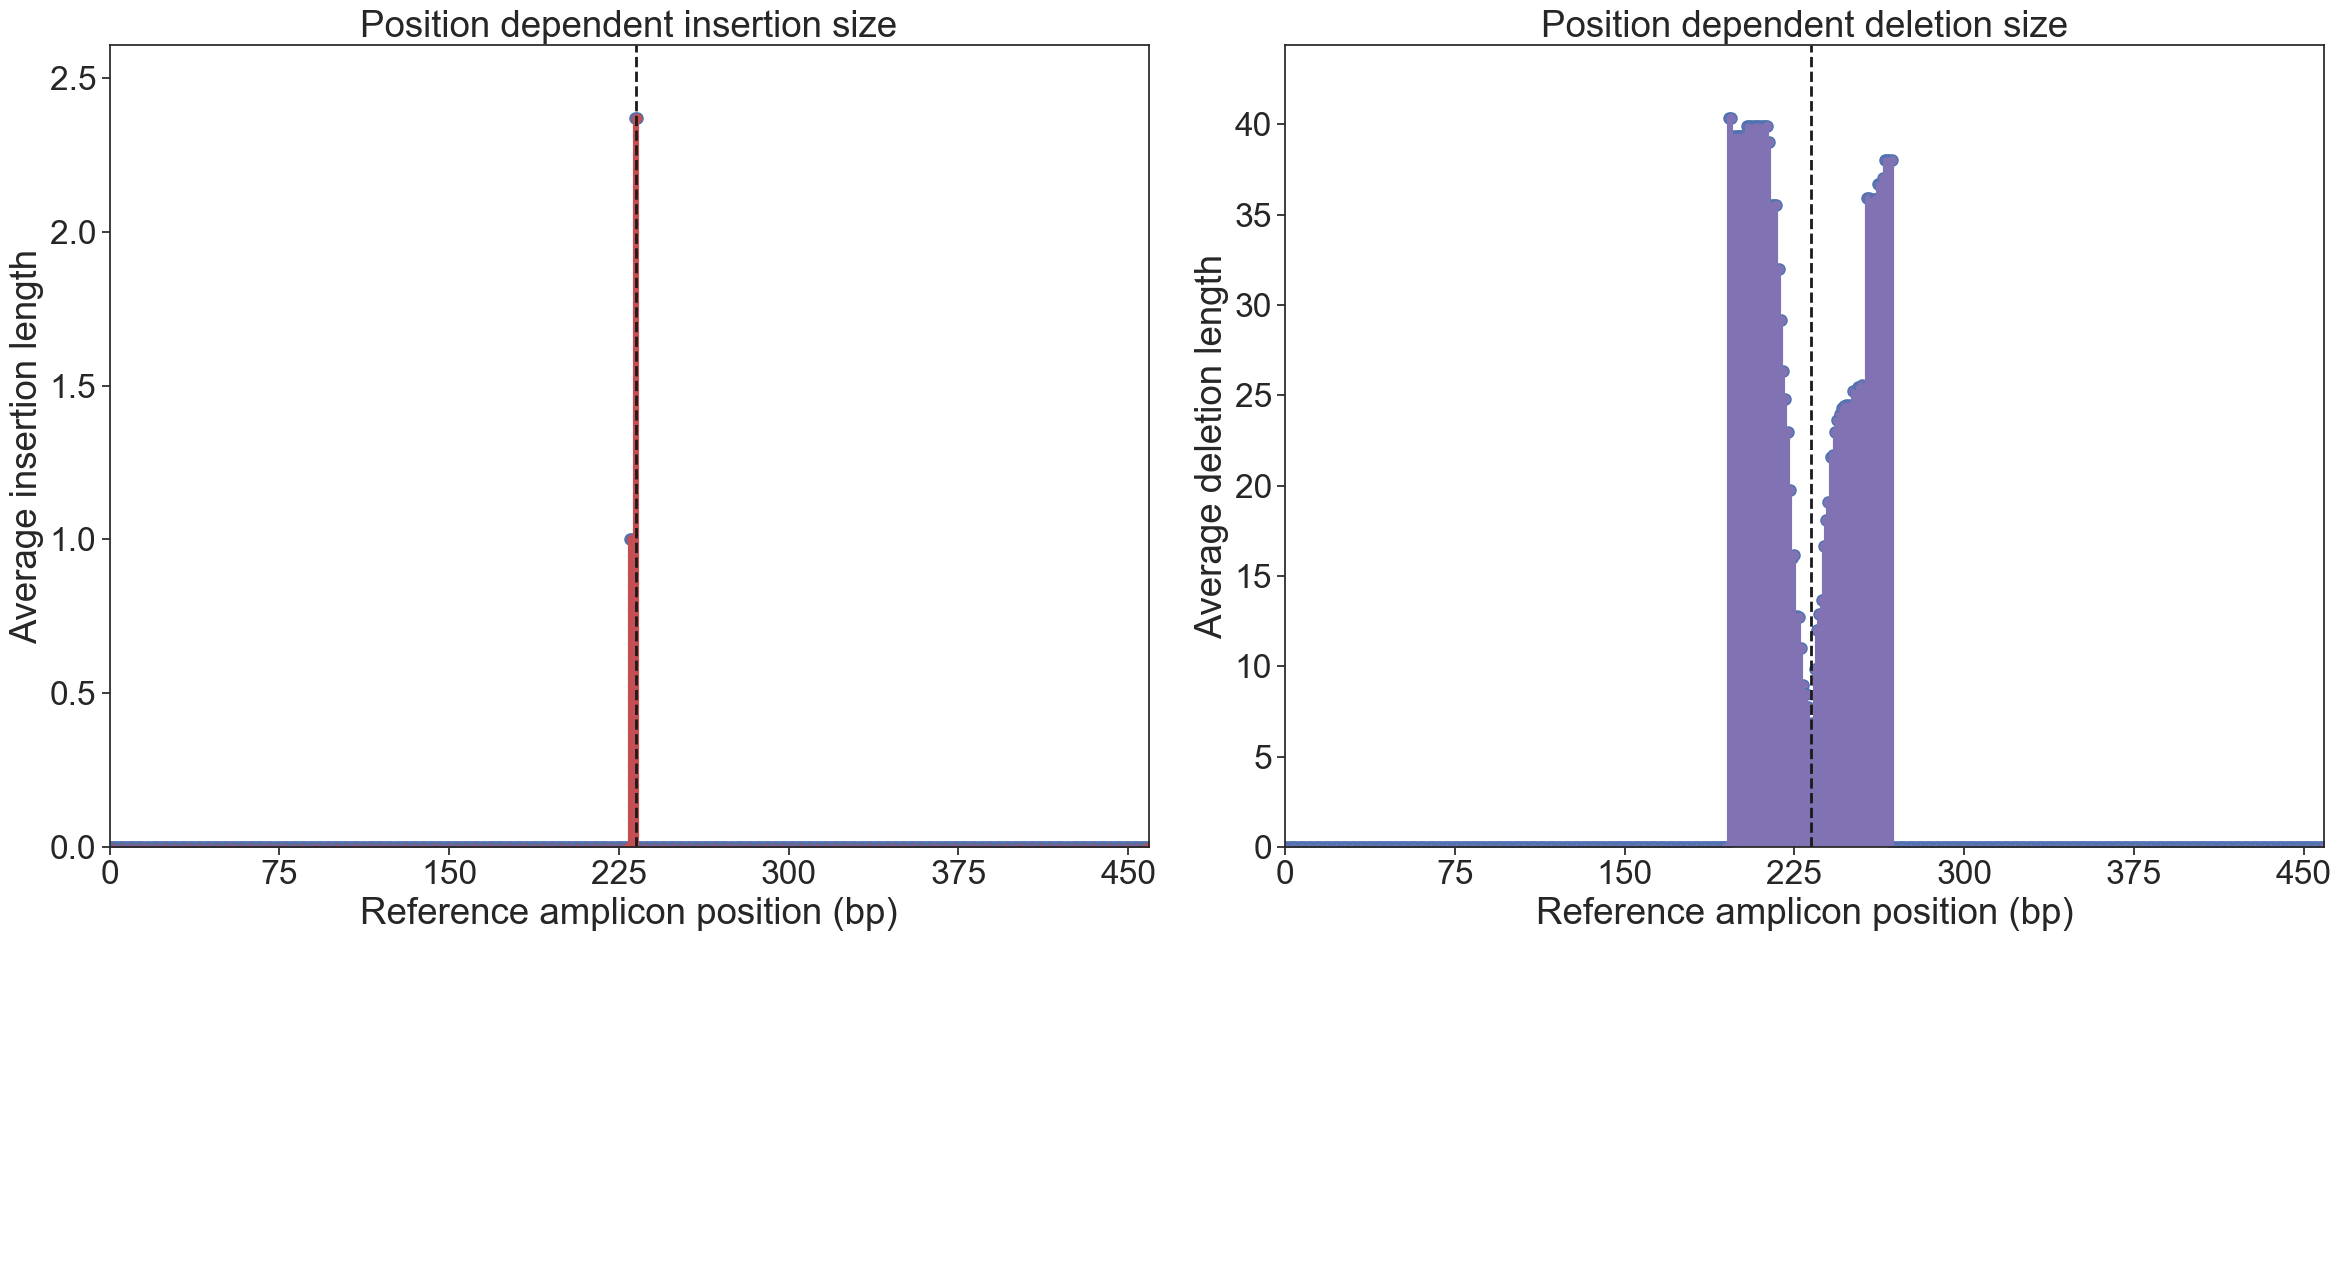 Position dependent insertion size
Average insertion length
2.5
2.0
1.5
1.0
0.5
0.0
0 75 150 225 300 375 450
Reference amplicon position (bp)
Position dependent deletion size
Average deletion length
40
35
30
25
20
15
10
5
0
0 75 150 225 300 375 450
Reference amplicon position (bp)